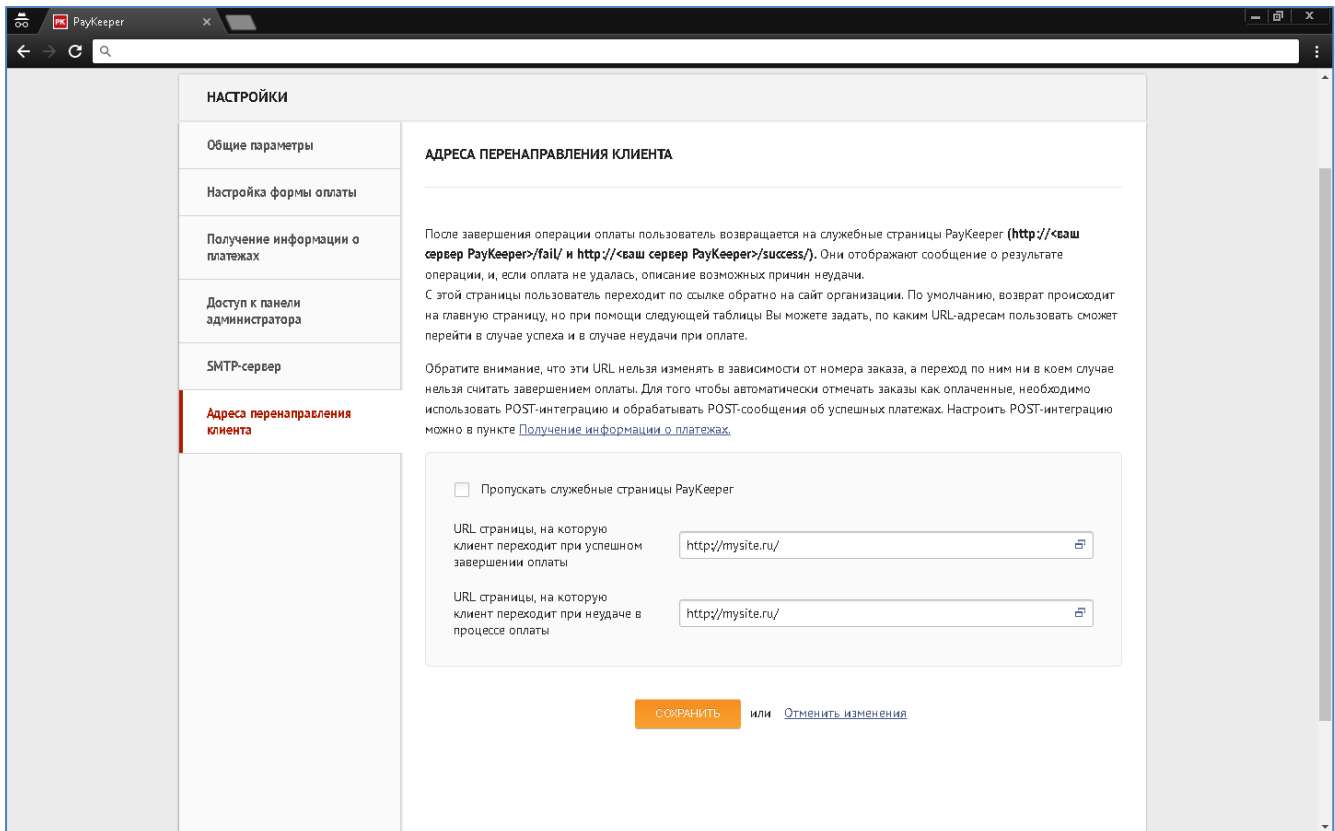 PayKeeper
НАСТРОЙКИ
Общие параметры
Настройка формы оплаты
Получение информации о
платежах
Доступ к панели
администратора
SMTP-сервер
Адреса перенаправления
клиента
АДРЕСА ПЕРЕНАПРАВЛЕНИЯ КЛИЕНТА
После завершения операции оплаты пользователь возвращается на служебные страницы PayKeeper (http://<ваш
сервер PayKeeper>/fail/ и http://<ваш сервер PayKeeper>/success/). Они отображают сообщение о результате
операции, и, если оплата не удалась, описание возможных причин неудачи.
С этой страницы пользователь переходит по ссылке обратно на сайт организации. По умолчанию, возврат происходит
на главную страницу, но при помощи следующей таблицы Вы можете задать, по каким URL-адресам пользовать сможет
перейти в случае успеха и в случае неудачи при оплате.
Обратите внимание, что эти URL нельзя изменять в зависимости от номера заказа, а переход по ним ни в коем случае
нельзя считать завершением оплаты. Для того чтобы автоматически отмечать заказы как оплаченные, необходимо
использовать POST-интеграцию и обрабатывать POST-сообщения об успешных платежах. Настроить POST-интеграцию
можно в пункте Получение информации о платежах.
Пропускать служебные страницы PayKeeper
URL страницы, на которую
клиент переходит при успешном
завершении оплаты
http://mysite.ru/
URL страницы, на которую
клиент переходит при неудаче в
процессе оплаты
http://mysite.ru/
СОХРАНИТЬ или Отменить изменения